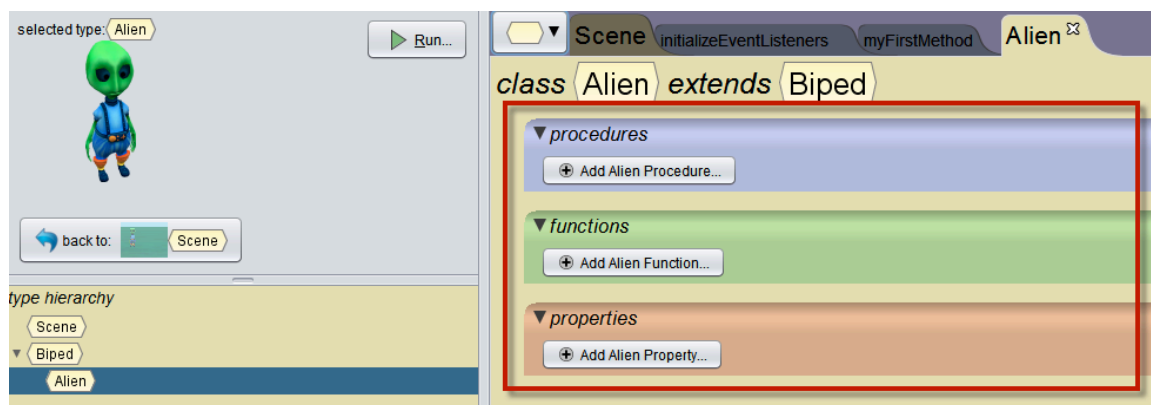 selected type: Alien
Run...
back to: Scene
type hierarchy
Scene
Biped
Alien
Scene initializeEventListeners myFirstMethod Alien
class Alien extends Biped
procedures
Add Alien Procedure...
functions
Add Alien Function...
properties
Add Alien Property...